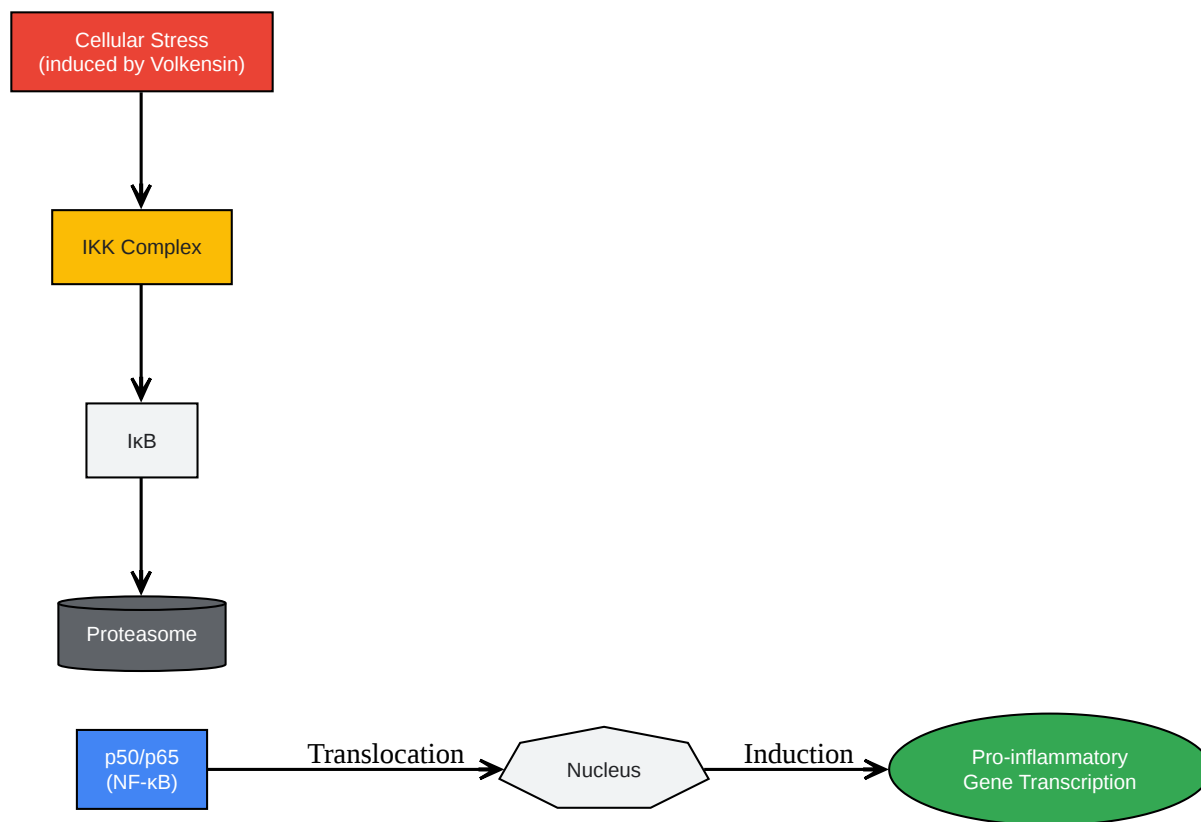 Cellular Stress
(induced by Volkensin)
IKK Complex
IκB
Proteasome
p50/p65
(NF-κB)
Translocation
Nucleus
Induction
Pro-inflammatory
Gene Transcription